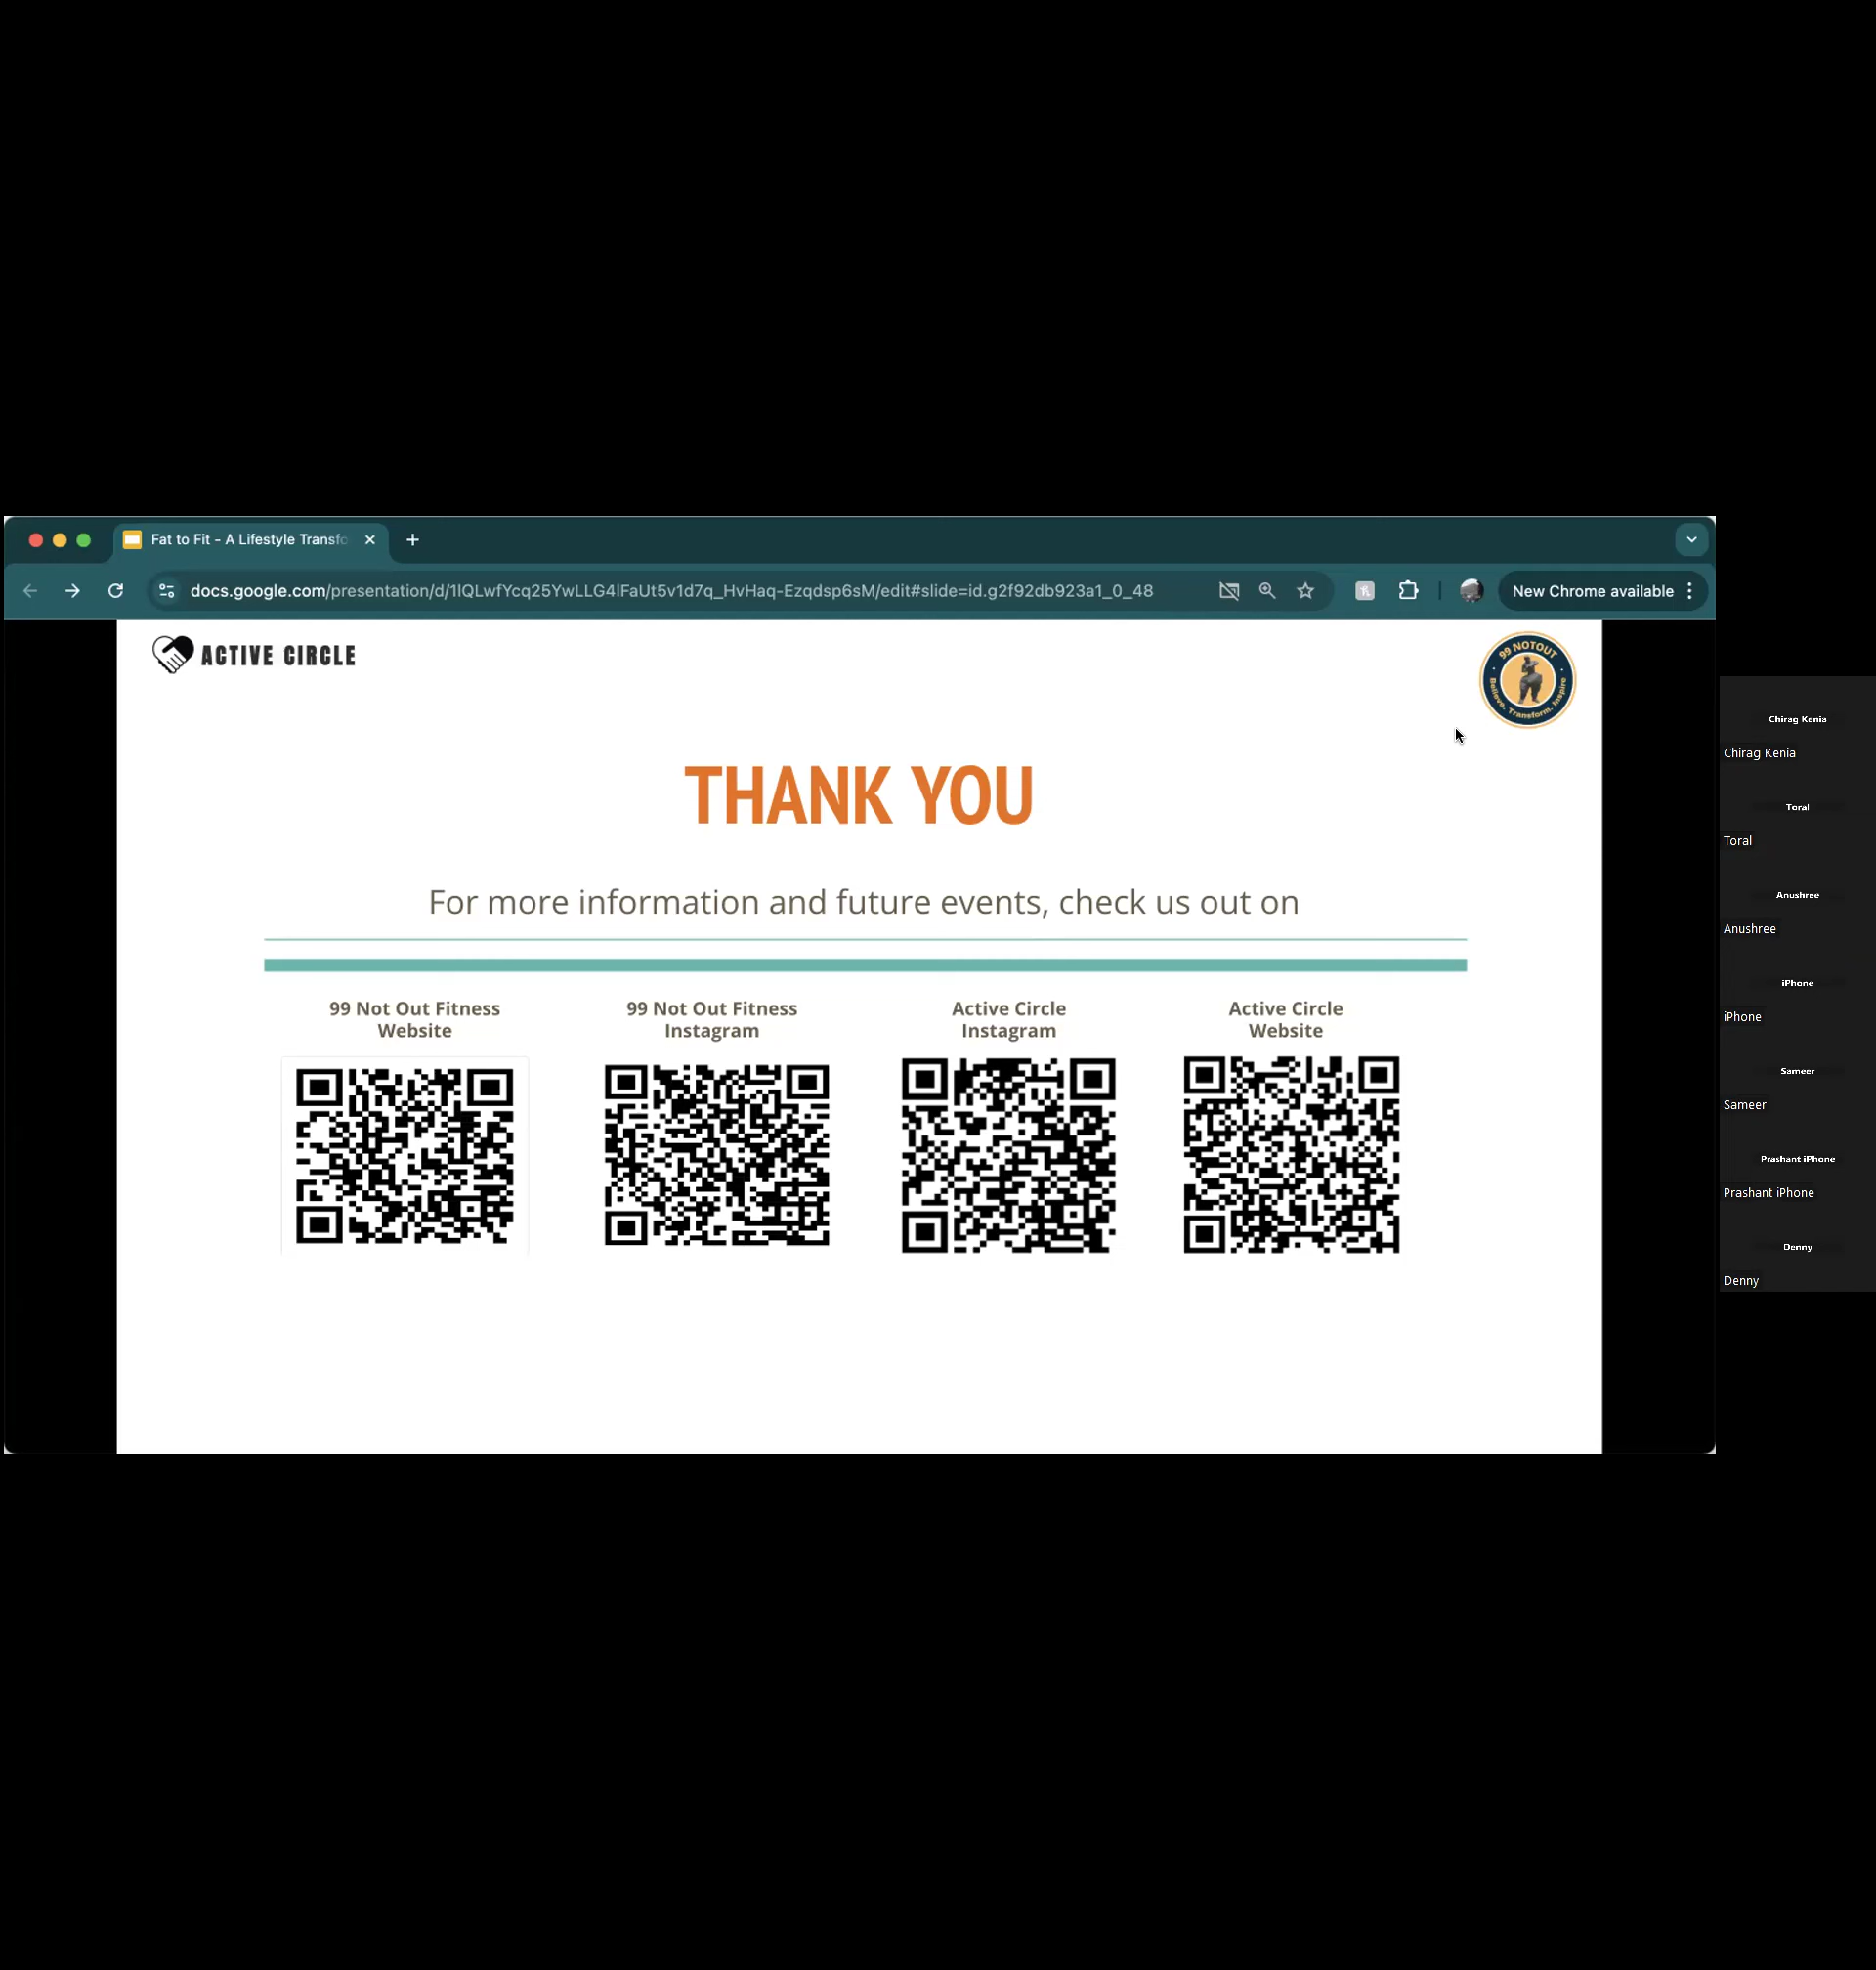 Fat to Fit - A Lifestyle Transfo
New Chrome available
docs.google.com/presentation/d/1lQLwfYcq25YwLLG4lFaUt5v1d7q_HvHaq-Ezqdsp6sM/edit#slide=id.g2f92db923a1_0_48
ACTIVE CIRCLE
99 NOTOUT
Believe. Transform. Inspire
THANK YOU
For more information and future events, check us out on
99 Not Out Fitness
Website
99 Not Out Fitness
Instagram
Active Circle
Instagram
Active Circle
Website
Chirag Kenia
Chirag Kenia
Toral
Toral
Anushree
Anushree
iPhone
iPhone
Sameer
Sameer
Prashant iPhone
Prashant iPhone
Denny
Denny